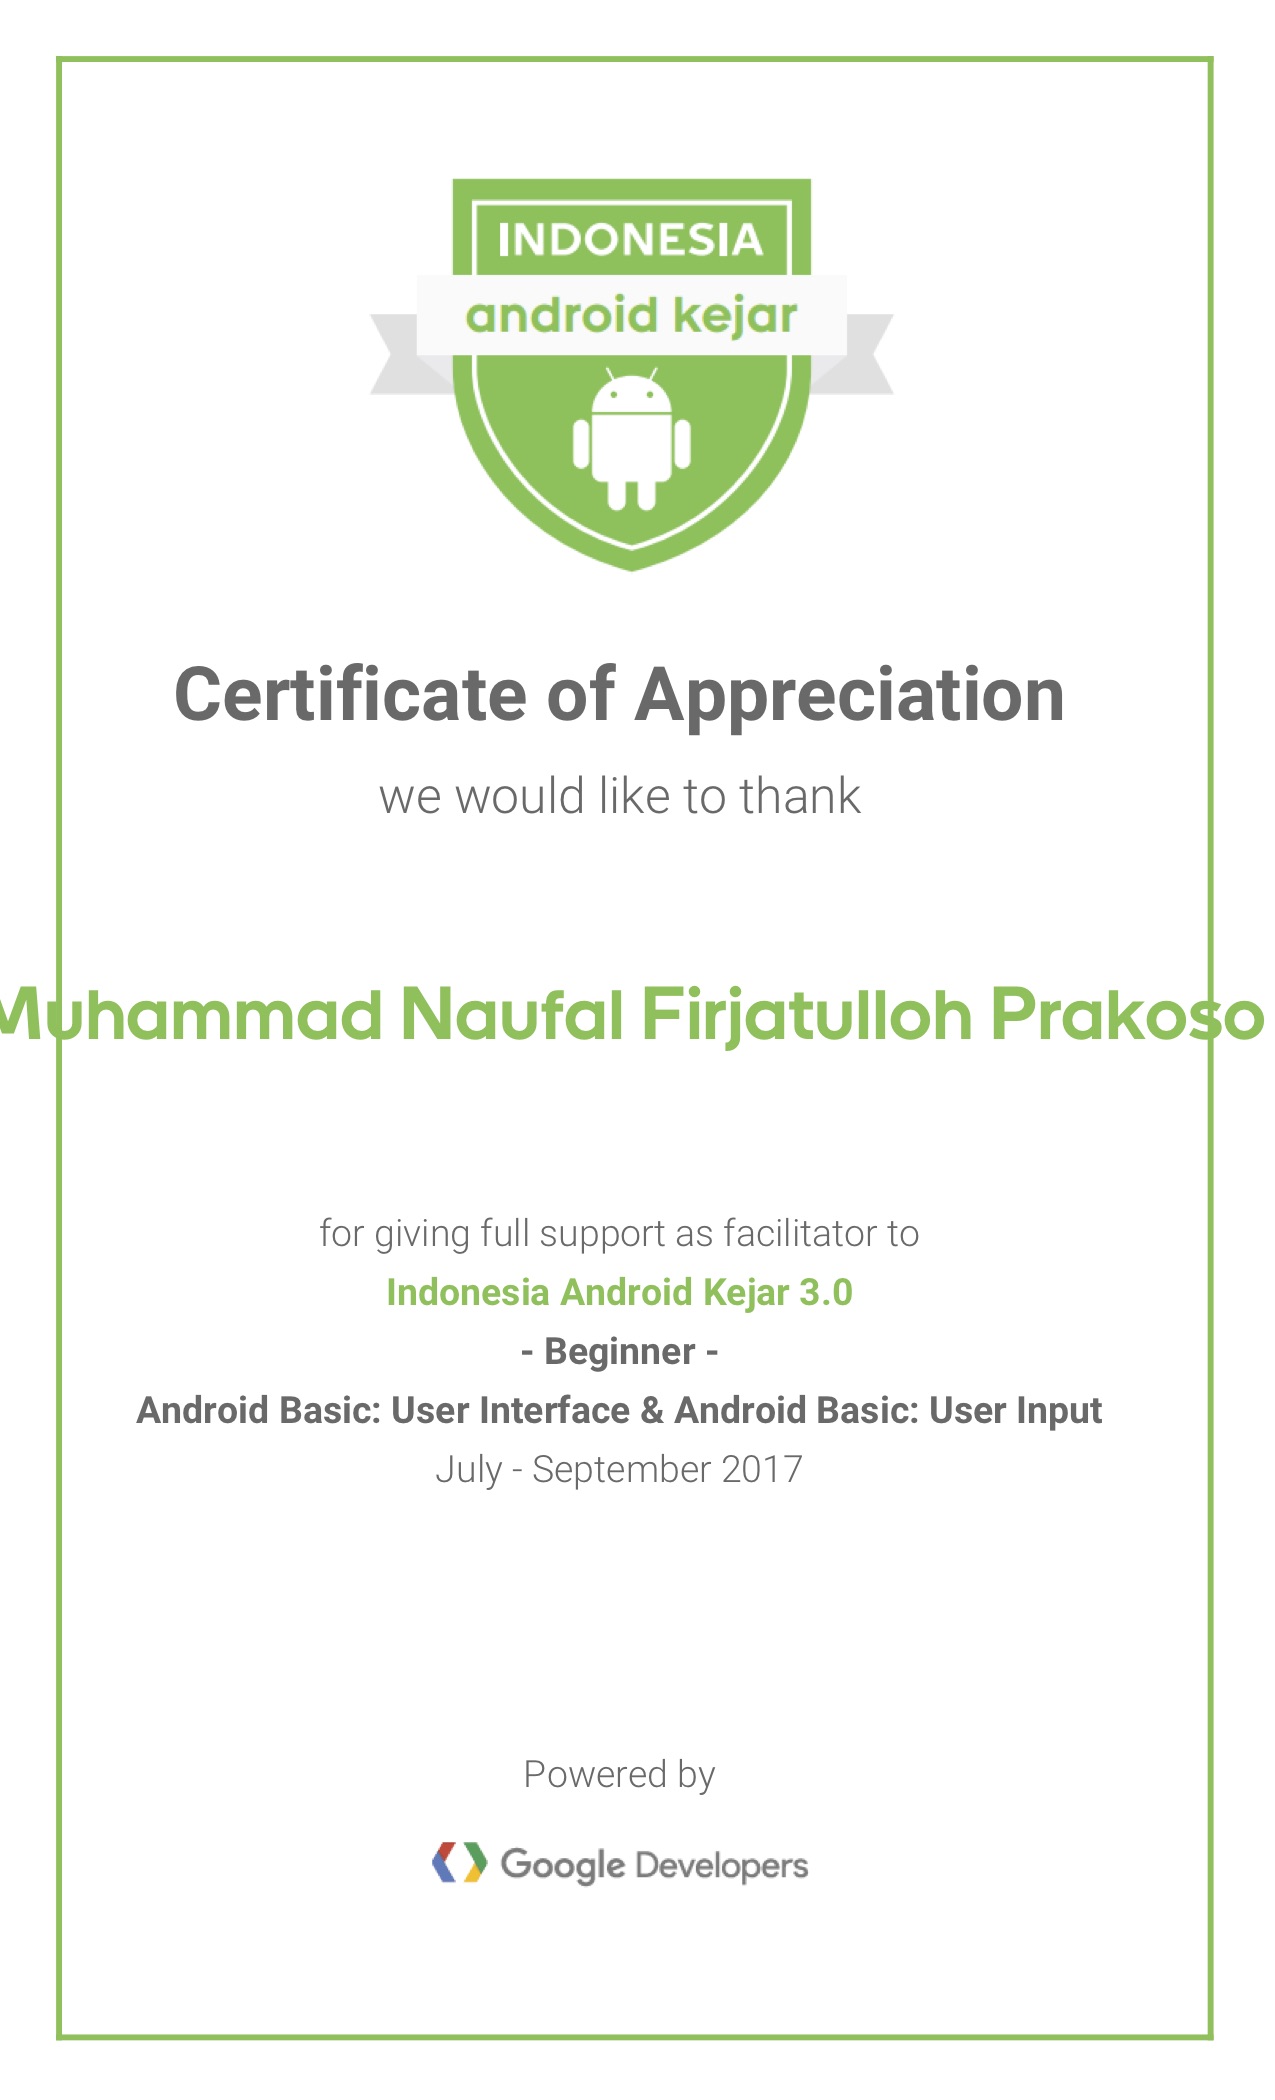 INDONESIA
android kejar
Certificate of Appreciation
we would like to thank
Muhammad Naufal Firjatulloh Prakoso
for giving full support as facilitator to
Indonesia Android Kejar 3.0
- Beginner -
Android Basic: User Interface & Android Basic: User Input
July - September 2017
Powered by
Google Developers